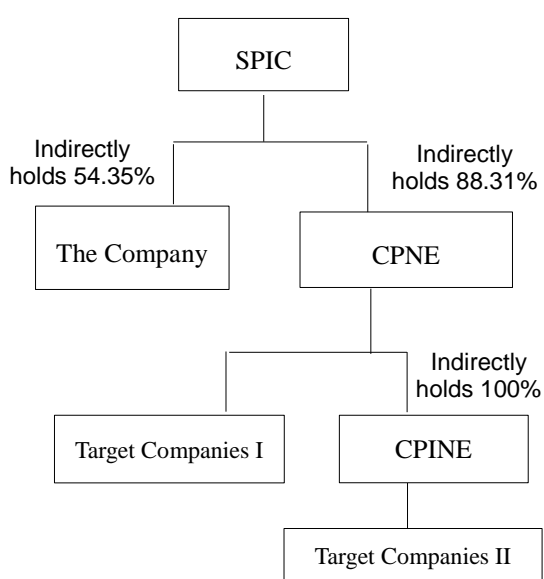 SPIC
Indirectly
holds 54.35%
Indirectly
holds 88.31%
The Company
CPNE
Indirectly
holds 100%
Target Companies I
CPINE
Target Companies II